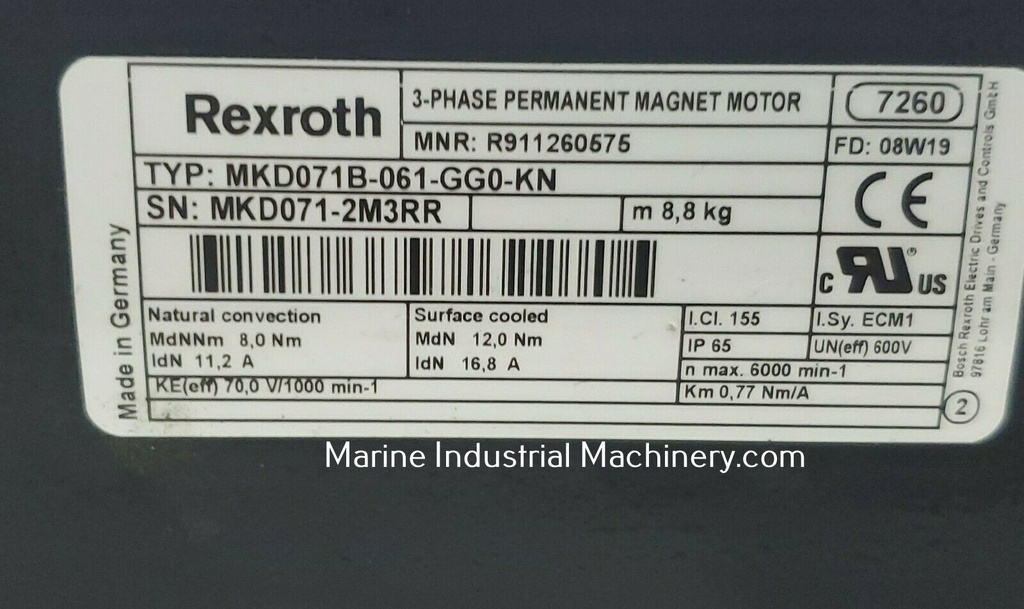 Rexroth
3-PHASE PERMANENT MAGNET MOTOR
7260
MNR: R911260575
FD: 08W19
TYP: MKD071B-061-GG0-KN
SN: MKD071-2M3RR
m 8,8 kg
CE
C RU® US
Natural convection
MdNNm 8,0 Nm
IdN 11,2 A
Surface cooled
MdN 12,0 Nm
IdN 16,8 A
I.Cl. 155
I.Sy. ECM1
IP 65
UN(eff) 600V
n max. 6000 min-1
KE(eff) 70,0 V/1000 min-1
Km 0,77 Nm/A
2
Made in Germany
Bosch Rexroth Electric Drives and Controls GmbH
97816 Lohr am Main - Germany
Marine Industrial Machinery.com